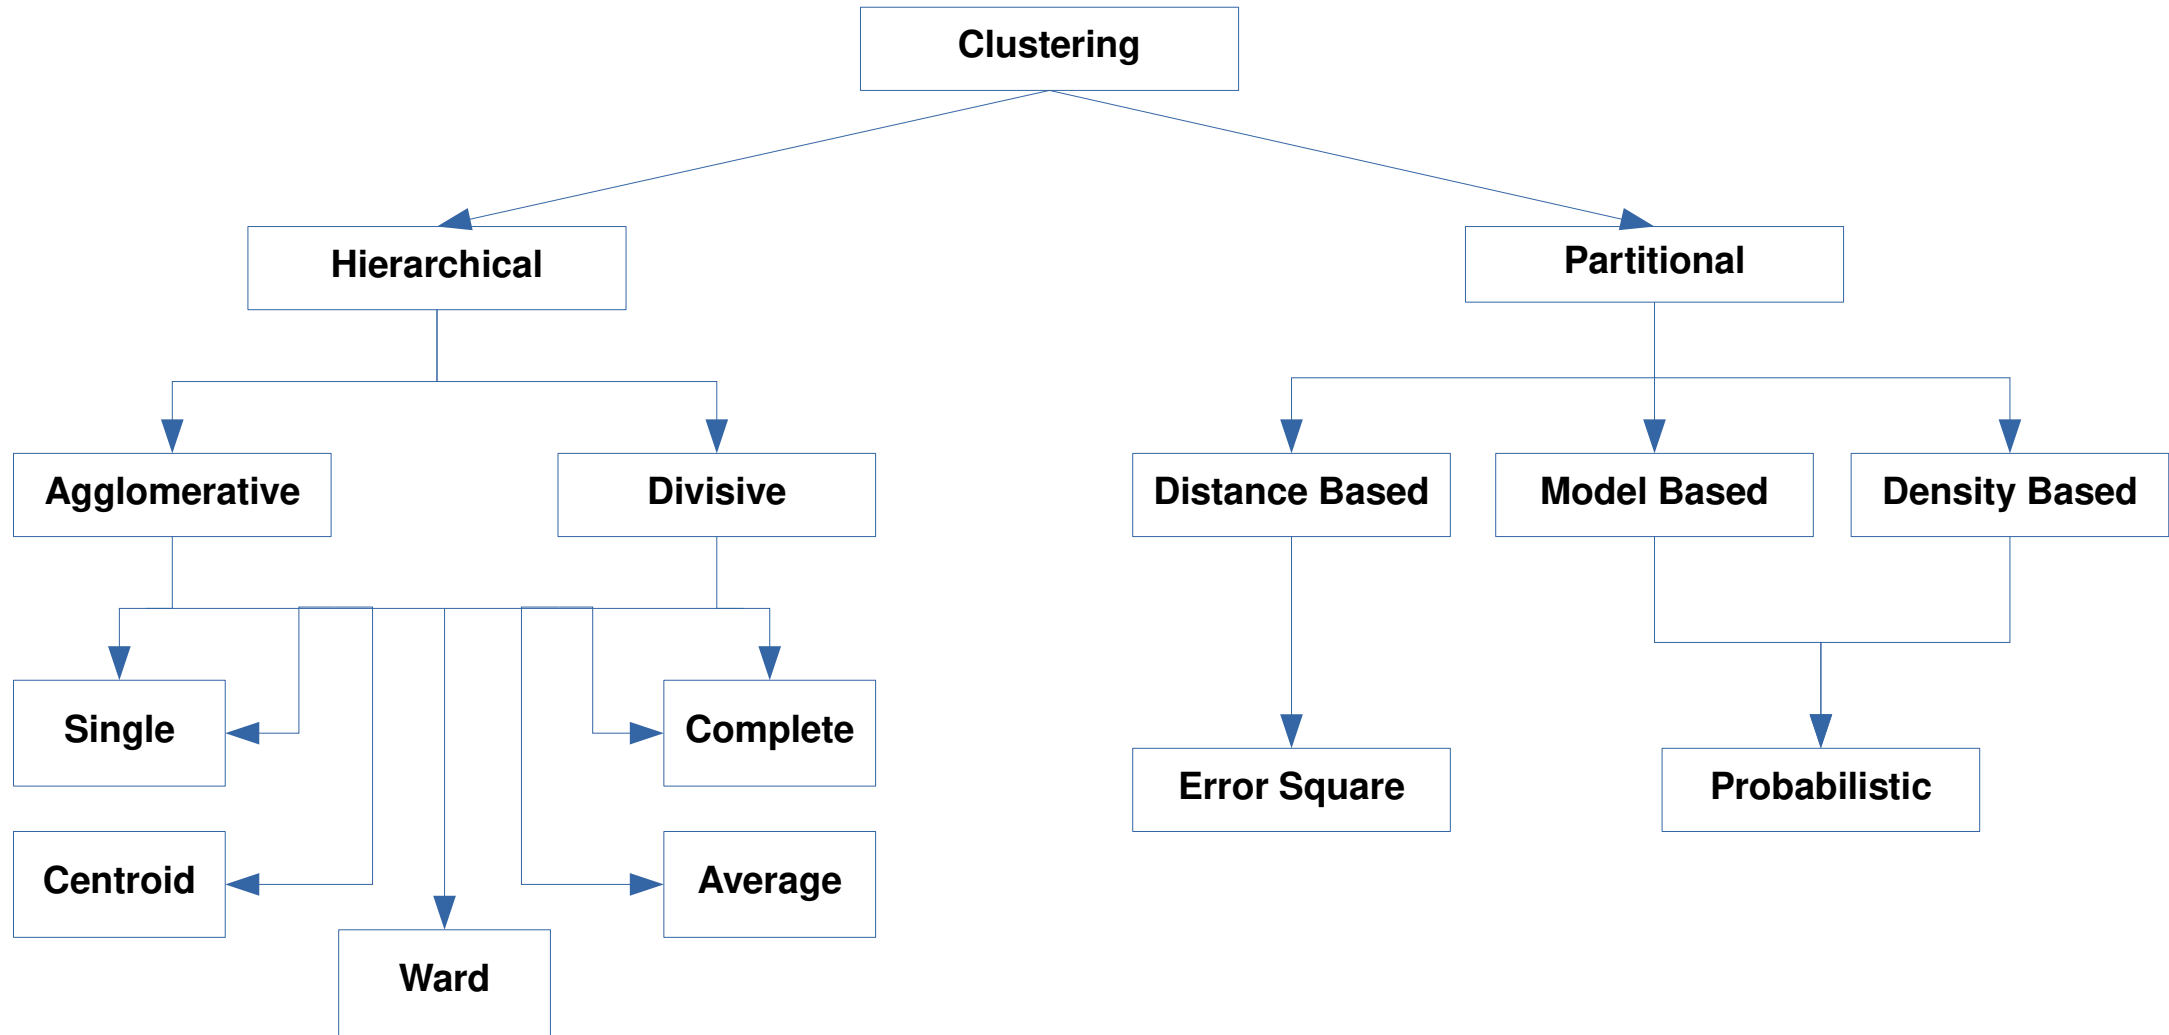 Clustering
Hierarchical
Partitional
Agglomerative
Divisive
Distance Based
Model Based
Density Based
Single
Complete
Error Square
Probabilistic
Centroid
Average
Ward